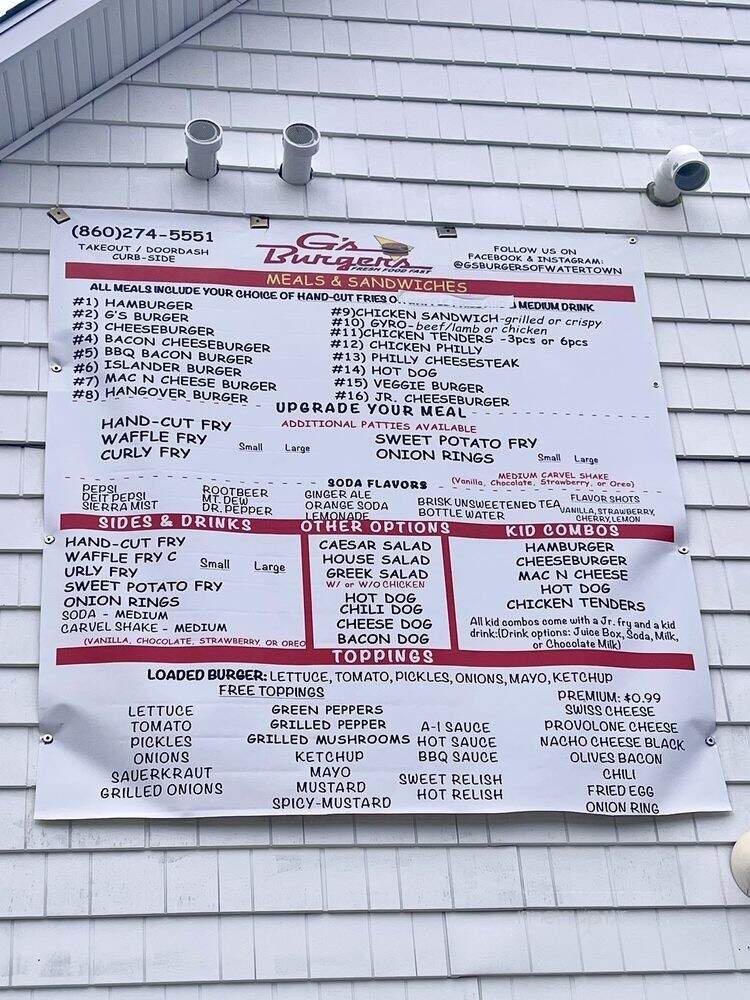 (860)274-5551
TAKEOUT / DOORDASH
CURB-SIDE
G's
Burgers
FRESH FOOD FAST
FOLLOW US ON
FACEBOOK & INSTAGRAM:
@GSBURGERSOFWATERTOWN
MEALS & SANDWICHES
ALL MEALS INCLUDE YOUR CHOICE OF HAND-CUT FRIES MEDIUM DRINK
#1) HAMBURGER
#2) G'S BURGER
#3) CHEESEBURGER
#4) BACON CHEESEBURGER
#5) BBQ BACON BURGER
#6) ISLANDER BURGER
#7) MAC N CHEESE BURGER
#8) HANGOVER BURGER
#9)CHICKEN SANDWICH-grilled or crispy
#10) GYRO-beef/lamb or chicken
#11)CHICKEN TENDERS -3pcs or 6pcs
#12) CHICKEN PHILLY
#13) PHILLY CHEESESTEAK
#14) HOT DOG
#15) VEGGIE BURGER
#16) JR. CHEESEBURGER
UPGRADE YOUR MEAL
ADDITIONAL PATTIES AVAILABLE
HAND-CUT FRY
WAFFLE FRY
CURLY FRY
Small Large
SWEET POTATO FRY
ONION RINGS
Small Large
MEDIUM CARVEL SHAKE
(Vanilla, Chocolate, Strawberry, or Oreo)
SODA FLAVORS
PEPSI
DEIT PEPSI
SIERRA MIST
ROOTBEER
MT.DEW
DR.PEPPER
GINGER ALE
ORANGE SODA
LEMONADE
BRISK UNSWEETENED TEA
BOTTLE WATER
FLAVOR SHOTS
VANILLA, STRAWBERRY,
CHERRY,LEMON
SIDES & DRINKS
HAND-CUT FRY
WAFFLE FRY C
URLY FRY
Small Large
SWEET POTATO FRY
ONION RINGS
SODA - MEDIUM
CARVEL SHAKE - MEDIUM
(VANILLA, CHOCOLATE, STRAWBERRY, OR OREO
OTHER OPTIONS
CAESAR SALAD
HOUSE SALAD
GREEK SALAD
W/ or W/O CHICKEN
HOT DOG
CHILI DOG
CHEESE DOG
BACON DOG
KID COMBOS
HAMBURGER
CHEESEBURGER
MAC N CHEESE
HOT DOG
CHICKEN TENDERS
All kid combos come with a Jr. fry and a kid
drink:(Drink options: Juice Box, Soda, Milk,
or Chocolate Milk)
TOPPINGS
LOADED BURGER: LETTUCE, TOMATO, PICKLES, ONIONS, MAYO, KETCHUP
FREE TOPPINGS
LETTUCE
TOMATO
PICKLES
ONIONS
SAUERKRAUT
GRILLED ONIONS
GREEN PEPPERS
GRILLED PEPPER
GRILLED MUSHROOMS
KETCHUP
MAYO
MUSTARD
SPICY-MUSTARD
A-1 SAUCE
HOT SAUCE
BBQ SAUCE
SWEET RELISH
HOT RELISH
PREMIUM: $0.99
SWISS CHEESE
PROVOLONE CHEESE
NACHO CHEESE BLACK
OLIVES BACON
CHILI
FRIED EGG
ONION RING